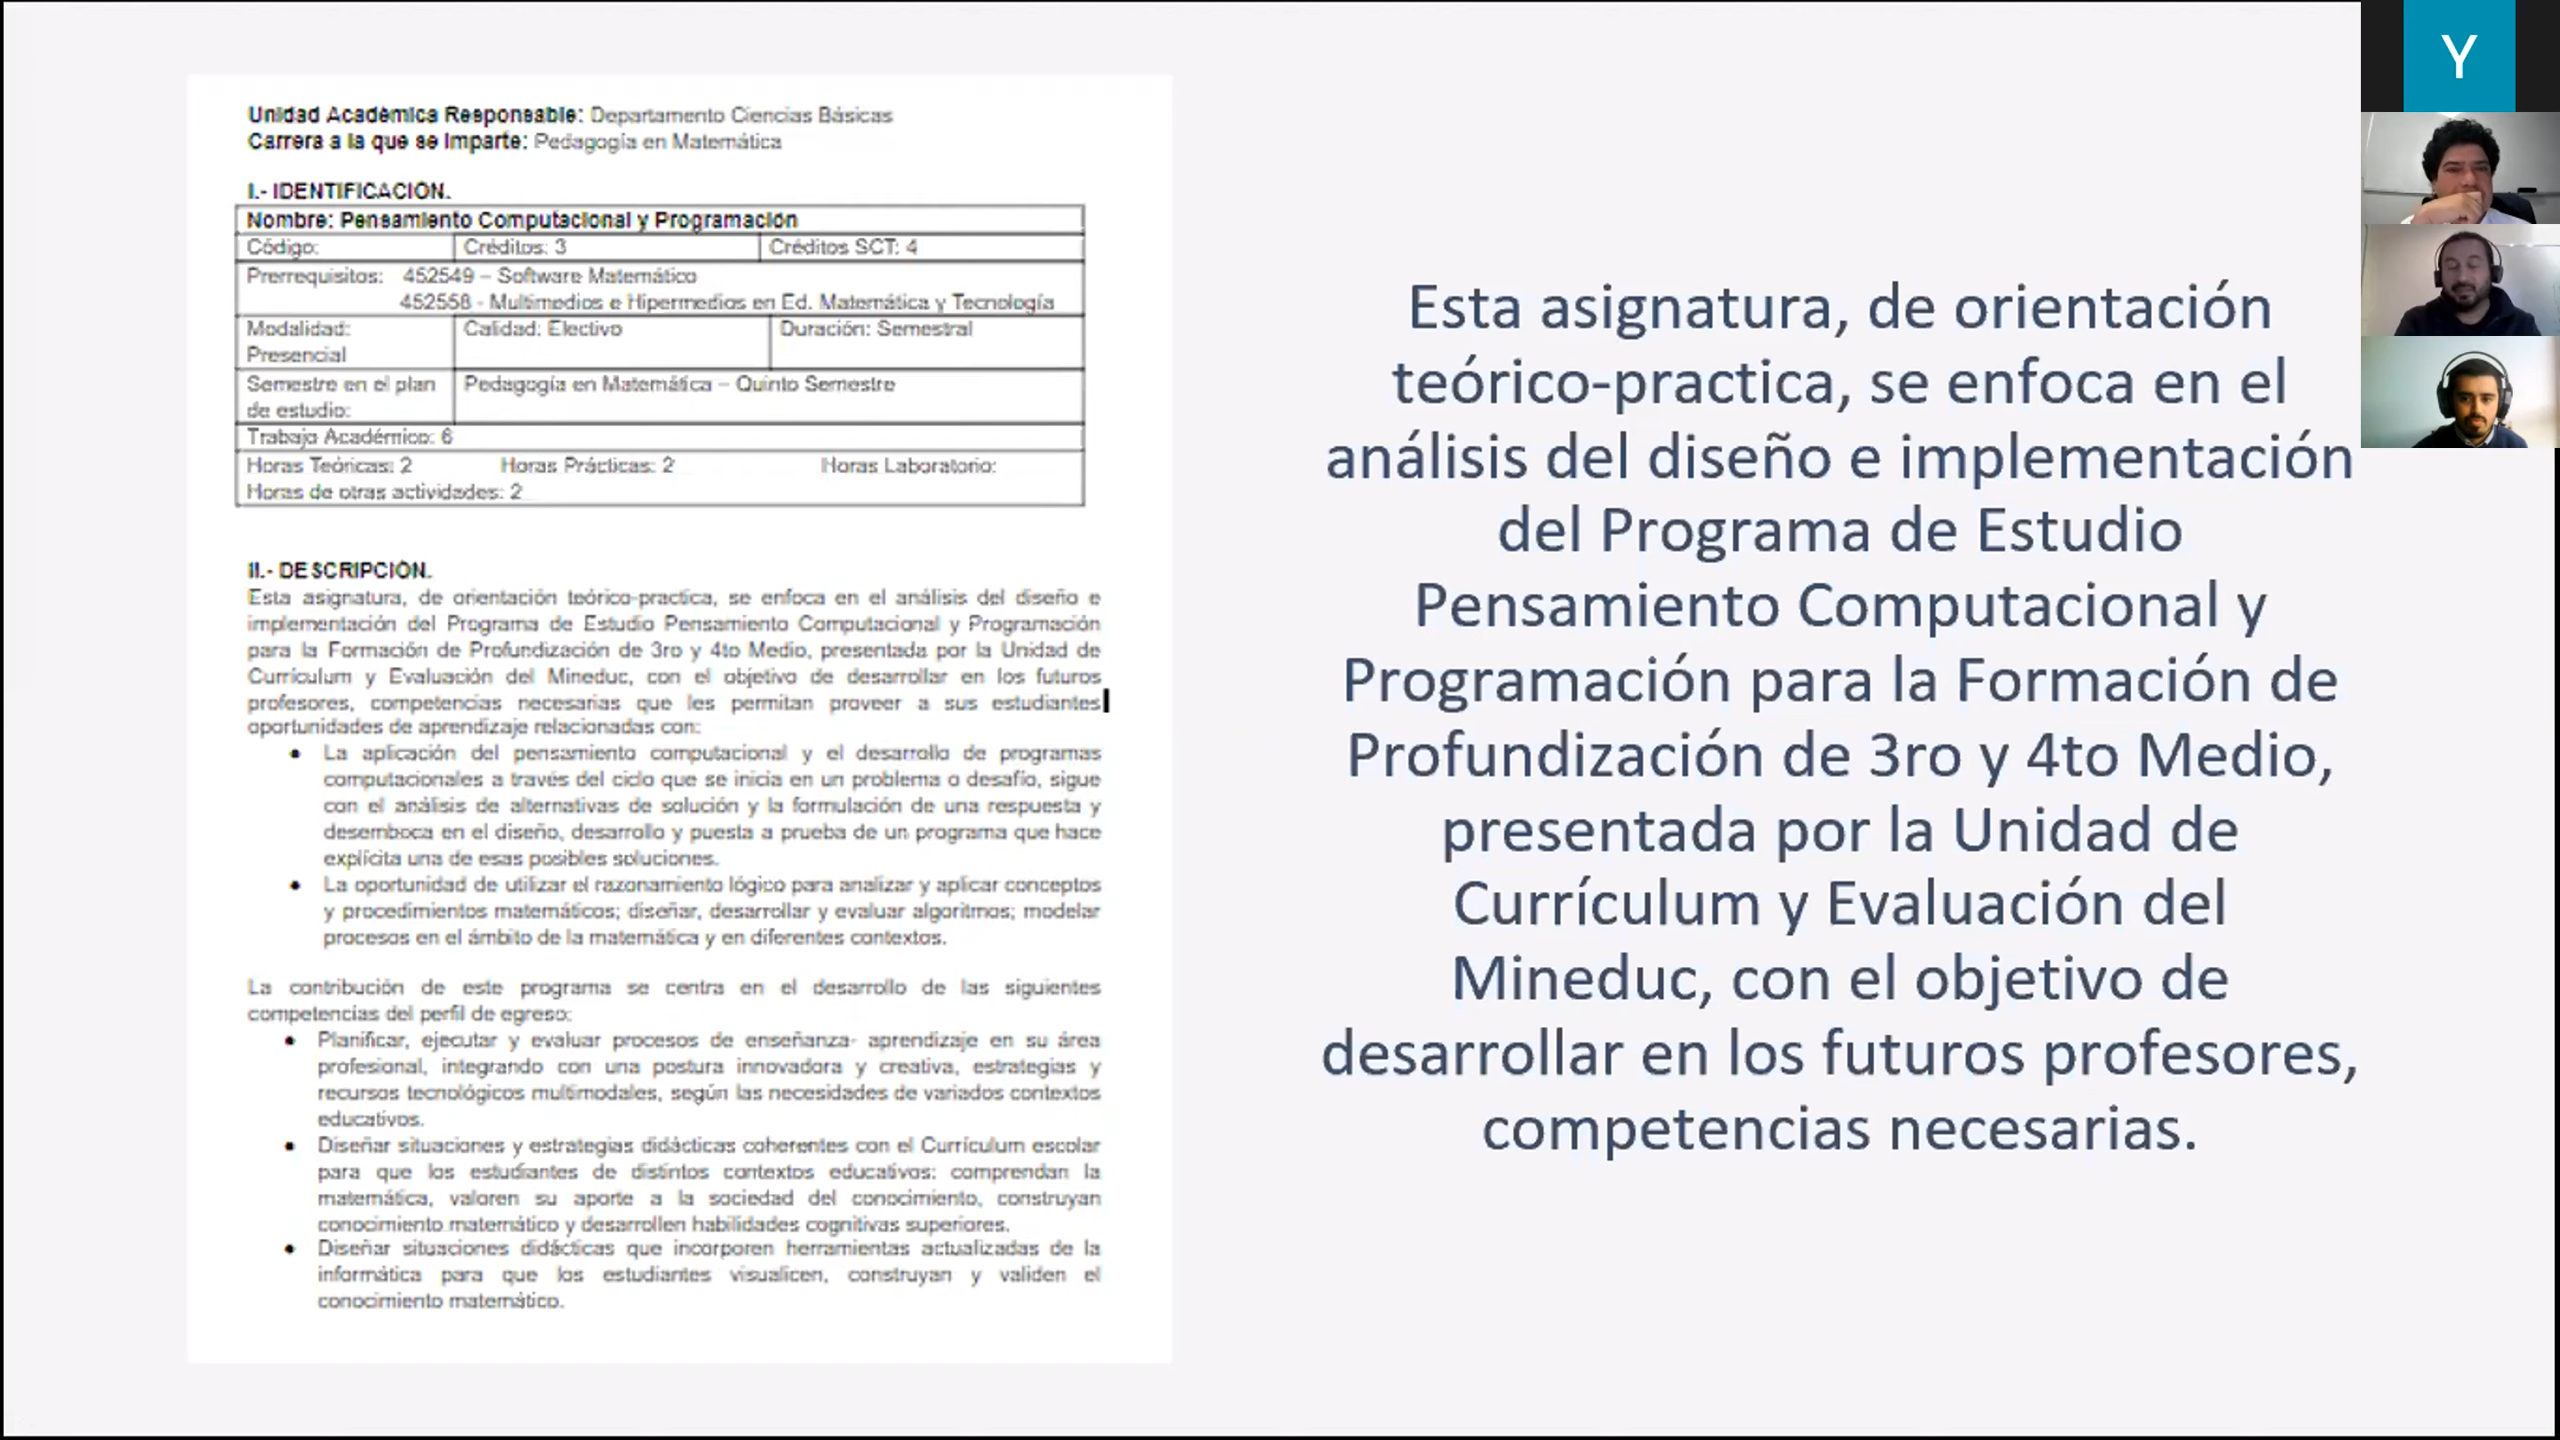 Unidad Académica Responsable: Departamento Ciencias Básicas
Carrera a la que se imparte: Pedagogía en Matemática
I.- IDENTIFICACIÓN.
Nombre: Pensamiento Computacional y Programación
Código: Créditos: 3 Créditos SCT: 4
Prerrequisitos: 452549 – Software Matemático
452558 - Multimedios e Hipermedios en Ed. Matemática y Tecnología
Modalidad: Calidad: Electivo Duración: Semestral
Presencial
Semestre en el plan Pedagogía en Matemática – Quinto Semestre
de estudio:
Trabajo Académico: 6
Horas Teóricas: 2 Horas Prácticas: 2 Horas Laboratorio:
Horas de otras actividades: 2
II.- DESCRIPCIÓN.
Esta asignatura, de orientación teórico-practica, se enfoca en el análisis del diseño e
implementación del Programa de Estudio Pensamiento Computacional y Programación
para la Formación de Profundización de 3ro y 4to Medio, presentada por la Unidad de
Currículum y Evaluación del Mineduc, con el objetivo de desarrollar en los futuros
profesores, competencias necesarias que les permitan proveer a sus estudiantes
oportunidades de aprendizaje relacionadas con:
● La aplicación del pensamiento computacional y el desarrollo de programas
computacionales a través del ciclo que se inicia en un problema o desafío, sigue
con el análisis de alternativas de solución y la formulación de una respuesta y
desemboca en el diseño, desarrollo y puesta a prueba de un programa que hace
explícita una de esas posibles soluciones.
● La oportunidad de utilizar el razonamiento lógico para analizar y aplicar conceptos
y procedimientos matemáticos; diseñar, desarrollar y evaluar algoritmos; modelar
procesos en el ámbito de la matemática y en diferentes contextos.
La contribución de este programa se centra en el desarrollo de las siguientes
competencias del perfil de egreso:
● Planificar, ejecutar y evaluar procesos de enseñanza- aprendizaje en su área
profesional, integrando con una postura innovadora y creativa, estrategias y
recursos tecnológicos multimodales, según las necesidades de variados contextos
educativos.
● Diseñar situaciones y estrategias didácticas coherentes con el Currículum escolar
para que los estudiantes de distintos contextos educativos: comprendan la
matemática, valoren su aporte a la sociedad del conocimiento, construyan
conocimiento matemático y desarrollen habilidades cognitivas superiores.
● Diseñar situaciones didácticas que incorporen herramientas actualizadas de la
informática para que los estudiantes visualicen, construyan y validen el
conocimiento matemático.
Esta asignatura, de orientación
teórico-practica, se enfoca en el
análisis del diseño e implementación
del Programa de Estudio
Pensamiento Computacional y
Programación para la Formación de
Profundización de 3ro y 4to Medio,
presentada por la Unidad de
Currículum y Evaluación del
Mineduc, con el objetivo de
desarrollar en los futuros profesores,
competencias necesarias.
Y